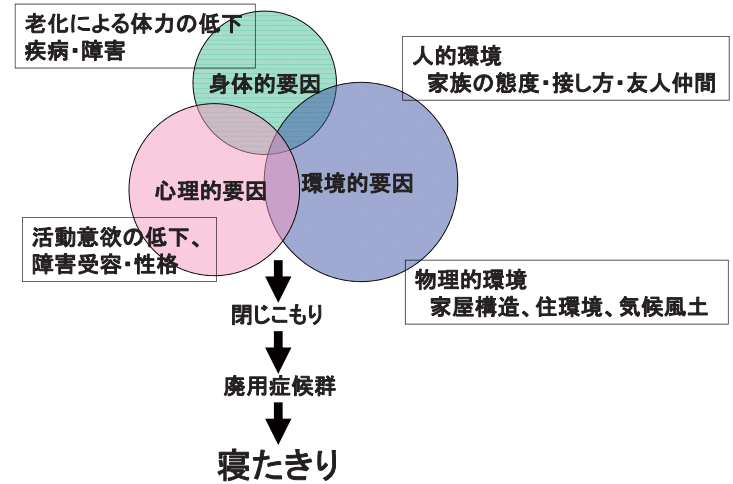 老化による体力の低下
疾病・障害
身体的要因
人的環境
家族の態度・接し方・友人仲間
心理的要因
環境的要因
活動意欲の低下、
障害受容・性格
物理的環境
家屋構造、住環境、気候風土
閉じこもり
廃用症候群
寝たきり